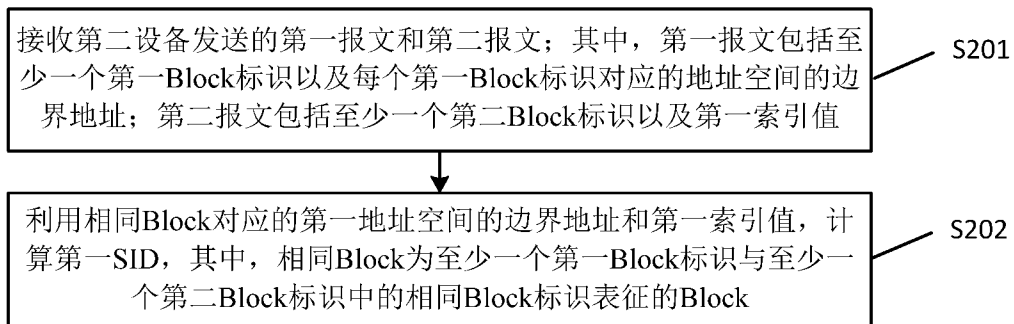 接收第二设备发送的第一报文和第二报文；其中，第一报文包括至
少一个第一Block标识以及每个第一Block标识对应的地址空间的边
界地址；第二报文包括至少一个第二Block标识以及第一索引值
S201
利用相同Block对应的第一地址空间的边界地址和第一索引值，计
算第一SID，其中，相同Block为至少一个第一Block标识与至少一
个第二Block标识中的相同Block标识表征的Block
S202